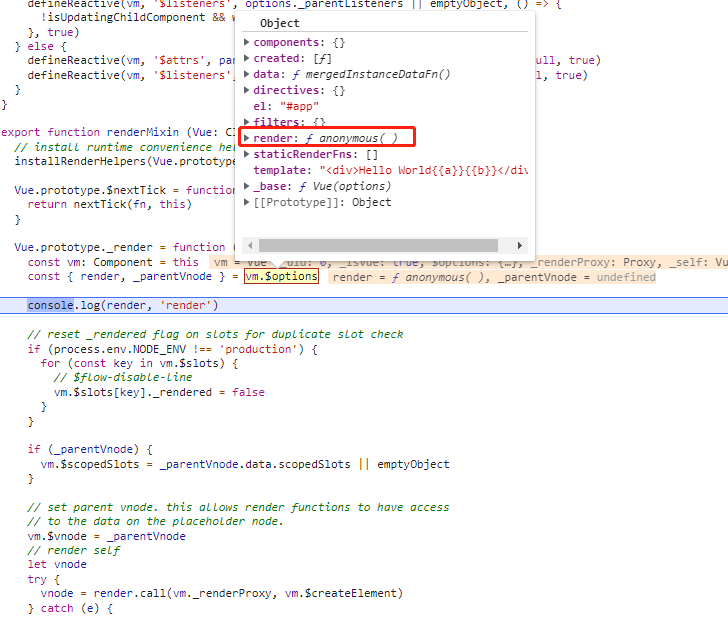 defineReactive(vm, '$listeners', options._parentListeners || emptyObject, () => {
!isUpdatingChildComponent &&
}, true)
} else {
defineReactive(vm, '$attrs', ull, true)
defineReactive(vm, '$listeners' l, true)
}
}
Object
components: {}
created: [ƒ]
data: ƒ mergedInstanceDataFn()
directives: {}
el: "#app"
filters: {}
render: ƒ anonymous( )
staticRenderFns: []
template: "<div>Hello World{{a}}{{b}}</div
_base: ƒ Vue(options)
[[Prototype]]: Object
export function renderMixin (Vue:
// install runtime convenience
installRenderHelpers(Vue.prototype
Vue.prototype.$nextTick = function
return nextTick(fn, this)
}
Vue.prototype._render = function (
const vm: Component = this vm = Vue {_uid: 0, _isVue: true, $options: {…}, _renderProxy: Proxy, _self: Vu
const { render, _parentVnode } = vm.$options render = ƒ anonymous( ), _parentVnode = undefined
console.log(render, 'render')
// reset _rendered flag on slots for duplicate slot check
if (process.env.NODE_ENV !== 'production') {
for (const key in vm.$slots) {
// $flow-disable-line
vm.$slots[key]._rendered = false
}
}
if (_parentVnode) {
vm.$scopedSlots = _parentVnode.data.scopedSlots || emptyObject
}
// set parent vnode. this allows render functions to have access
// to the data on the placeholder node.
vm.$vnode = _parentVnode
// render self
let vnode
try {
vnode = render.call(vm._renderProxy, vm.$createElement)
} catch (e) {